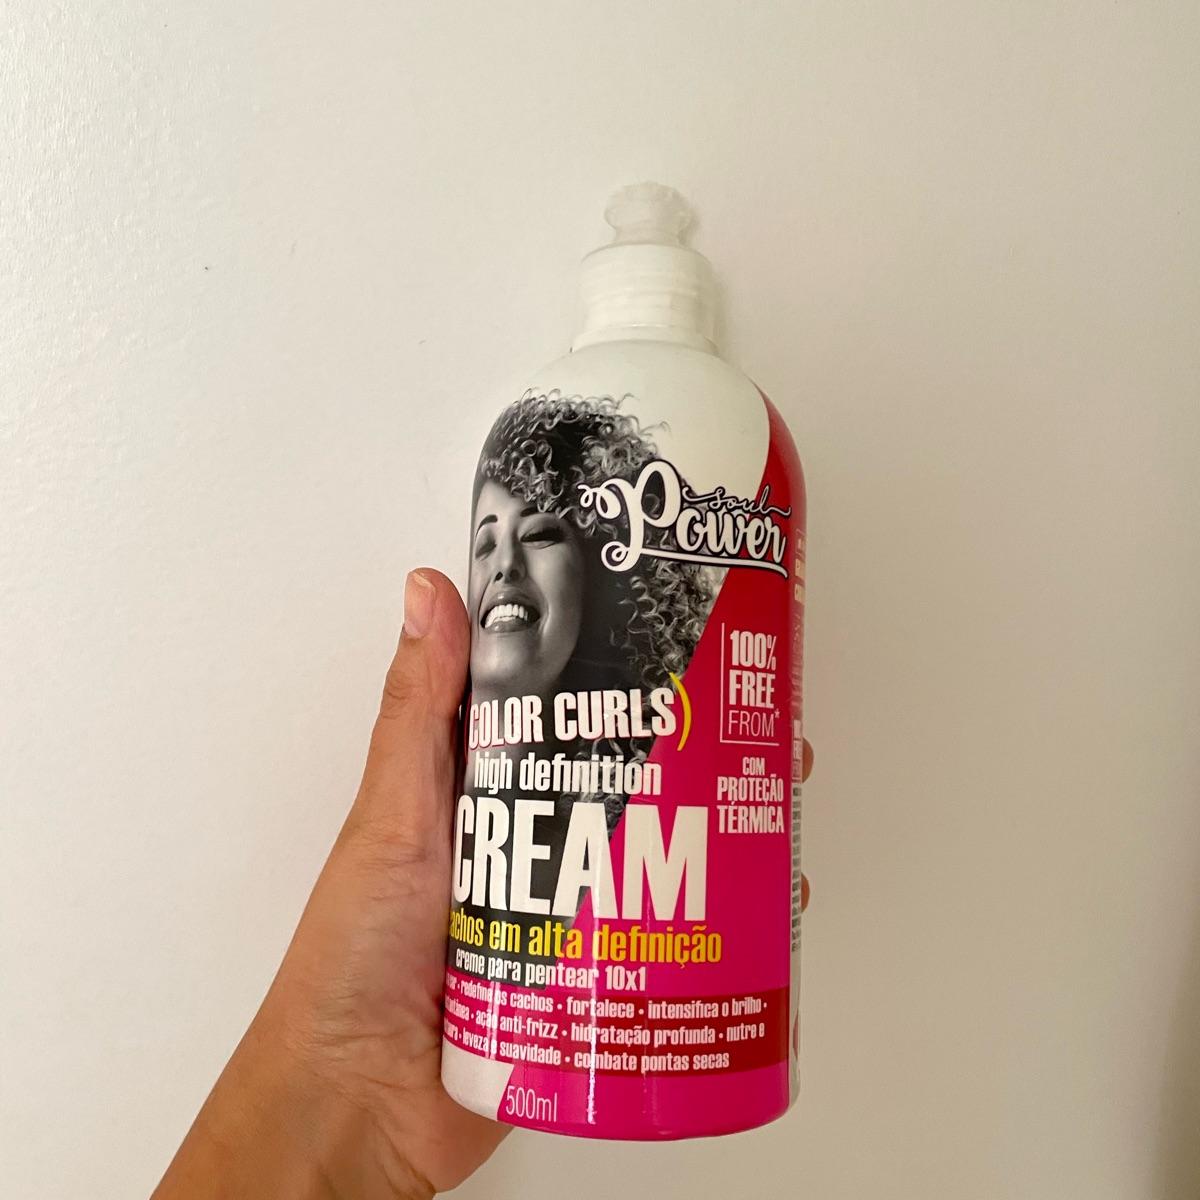 soul
Power
100%
FREE
FROM*
COLOR CURLS)
high definition
CREAM
COM
PROTEÇÃO
TÉRMICA
em alta definição
creme para pentear 10x1
• redefine os cachos • fortalece • intensifica o brilho •
• ação anti-frizz • hidratação profunda • nutre e
• leveza e suavidade • combate pontas secas
500ml